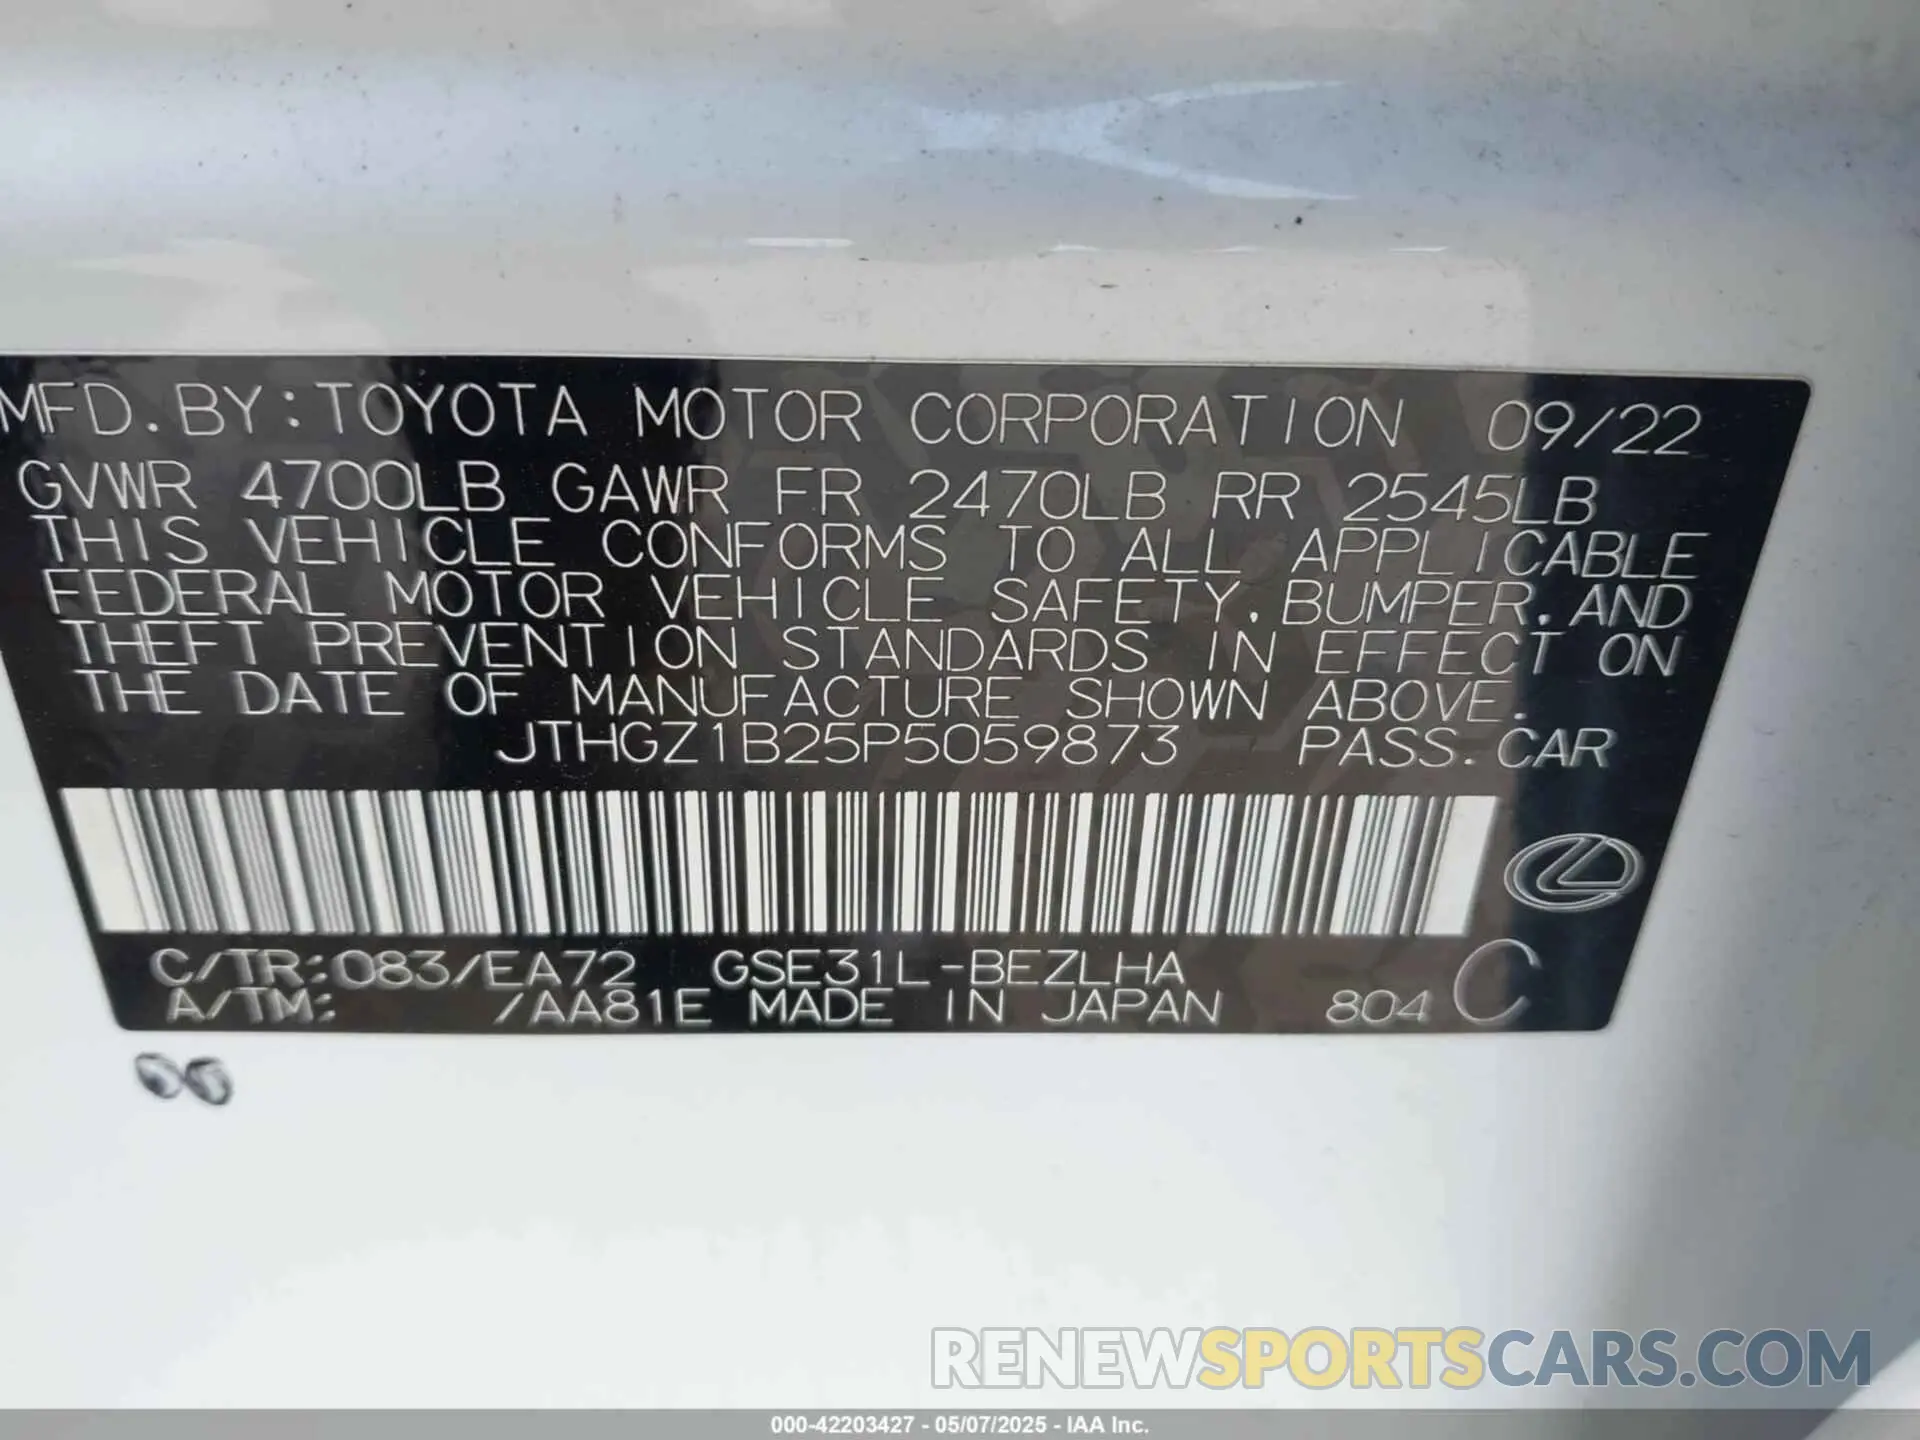 MFD. BY: TOYOTA MOTOR CORPORATION 09/22
GVWR 4700LB GAWR FR 2470LB RR 2545LB
THIS VEHICLE CONFORMS TO ALL APPLICABLE
FEDERAL MOTOR VEHICLE SAFETY, BUMPER, AND
THEFT PREVENTION STANDARDS IN EFFECT ON
THE DATE OF MANUFACTURE SHOWN ABOVE.
JTHGZ1B25P5059873 PASS. CAR
C/TR:083/EA72 GSE31L-BEZLHA
A/TM: /AA81E MADE IN JAPAN 804 C
RENEWSPORTSCARS.COM
000-42203427 - 05/07/2025 - IAA Inc.